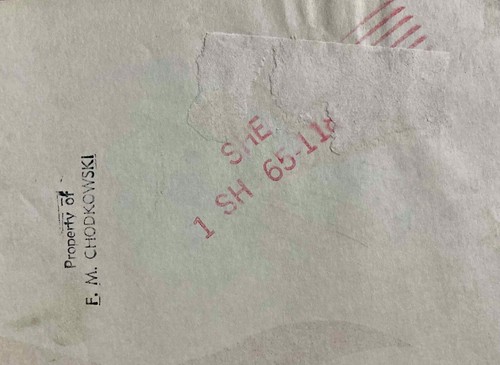 Property of
F. M. CHODKOWSKI
SHE
1 SH 65-11